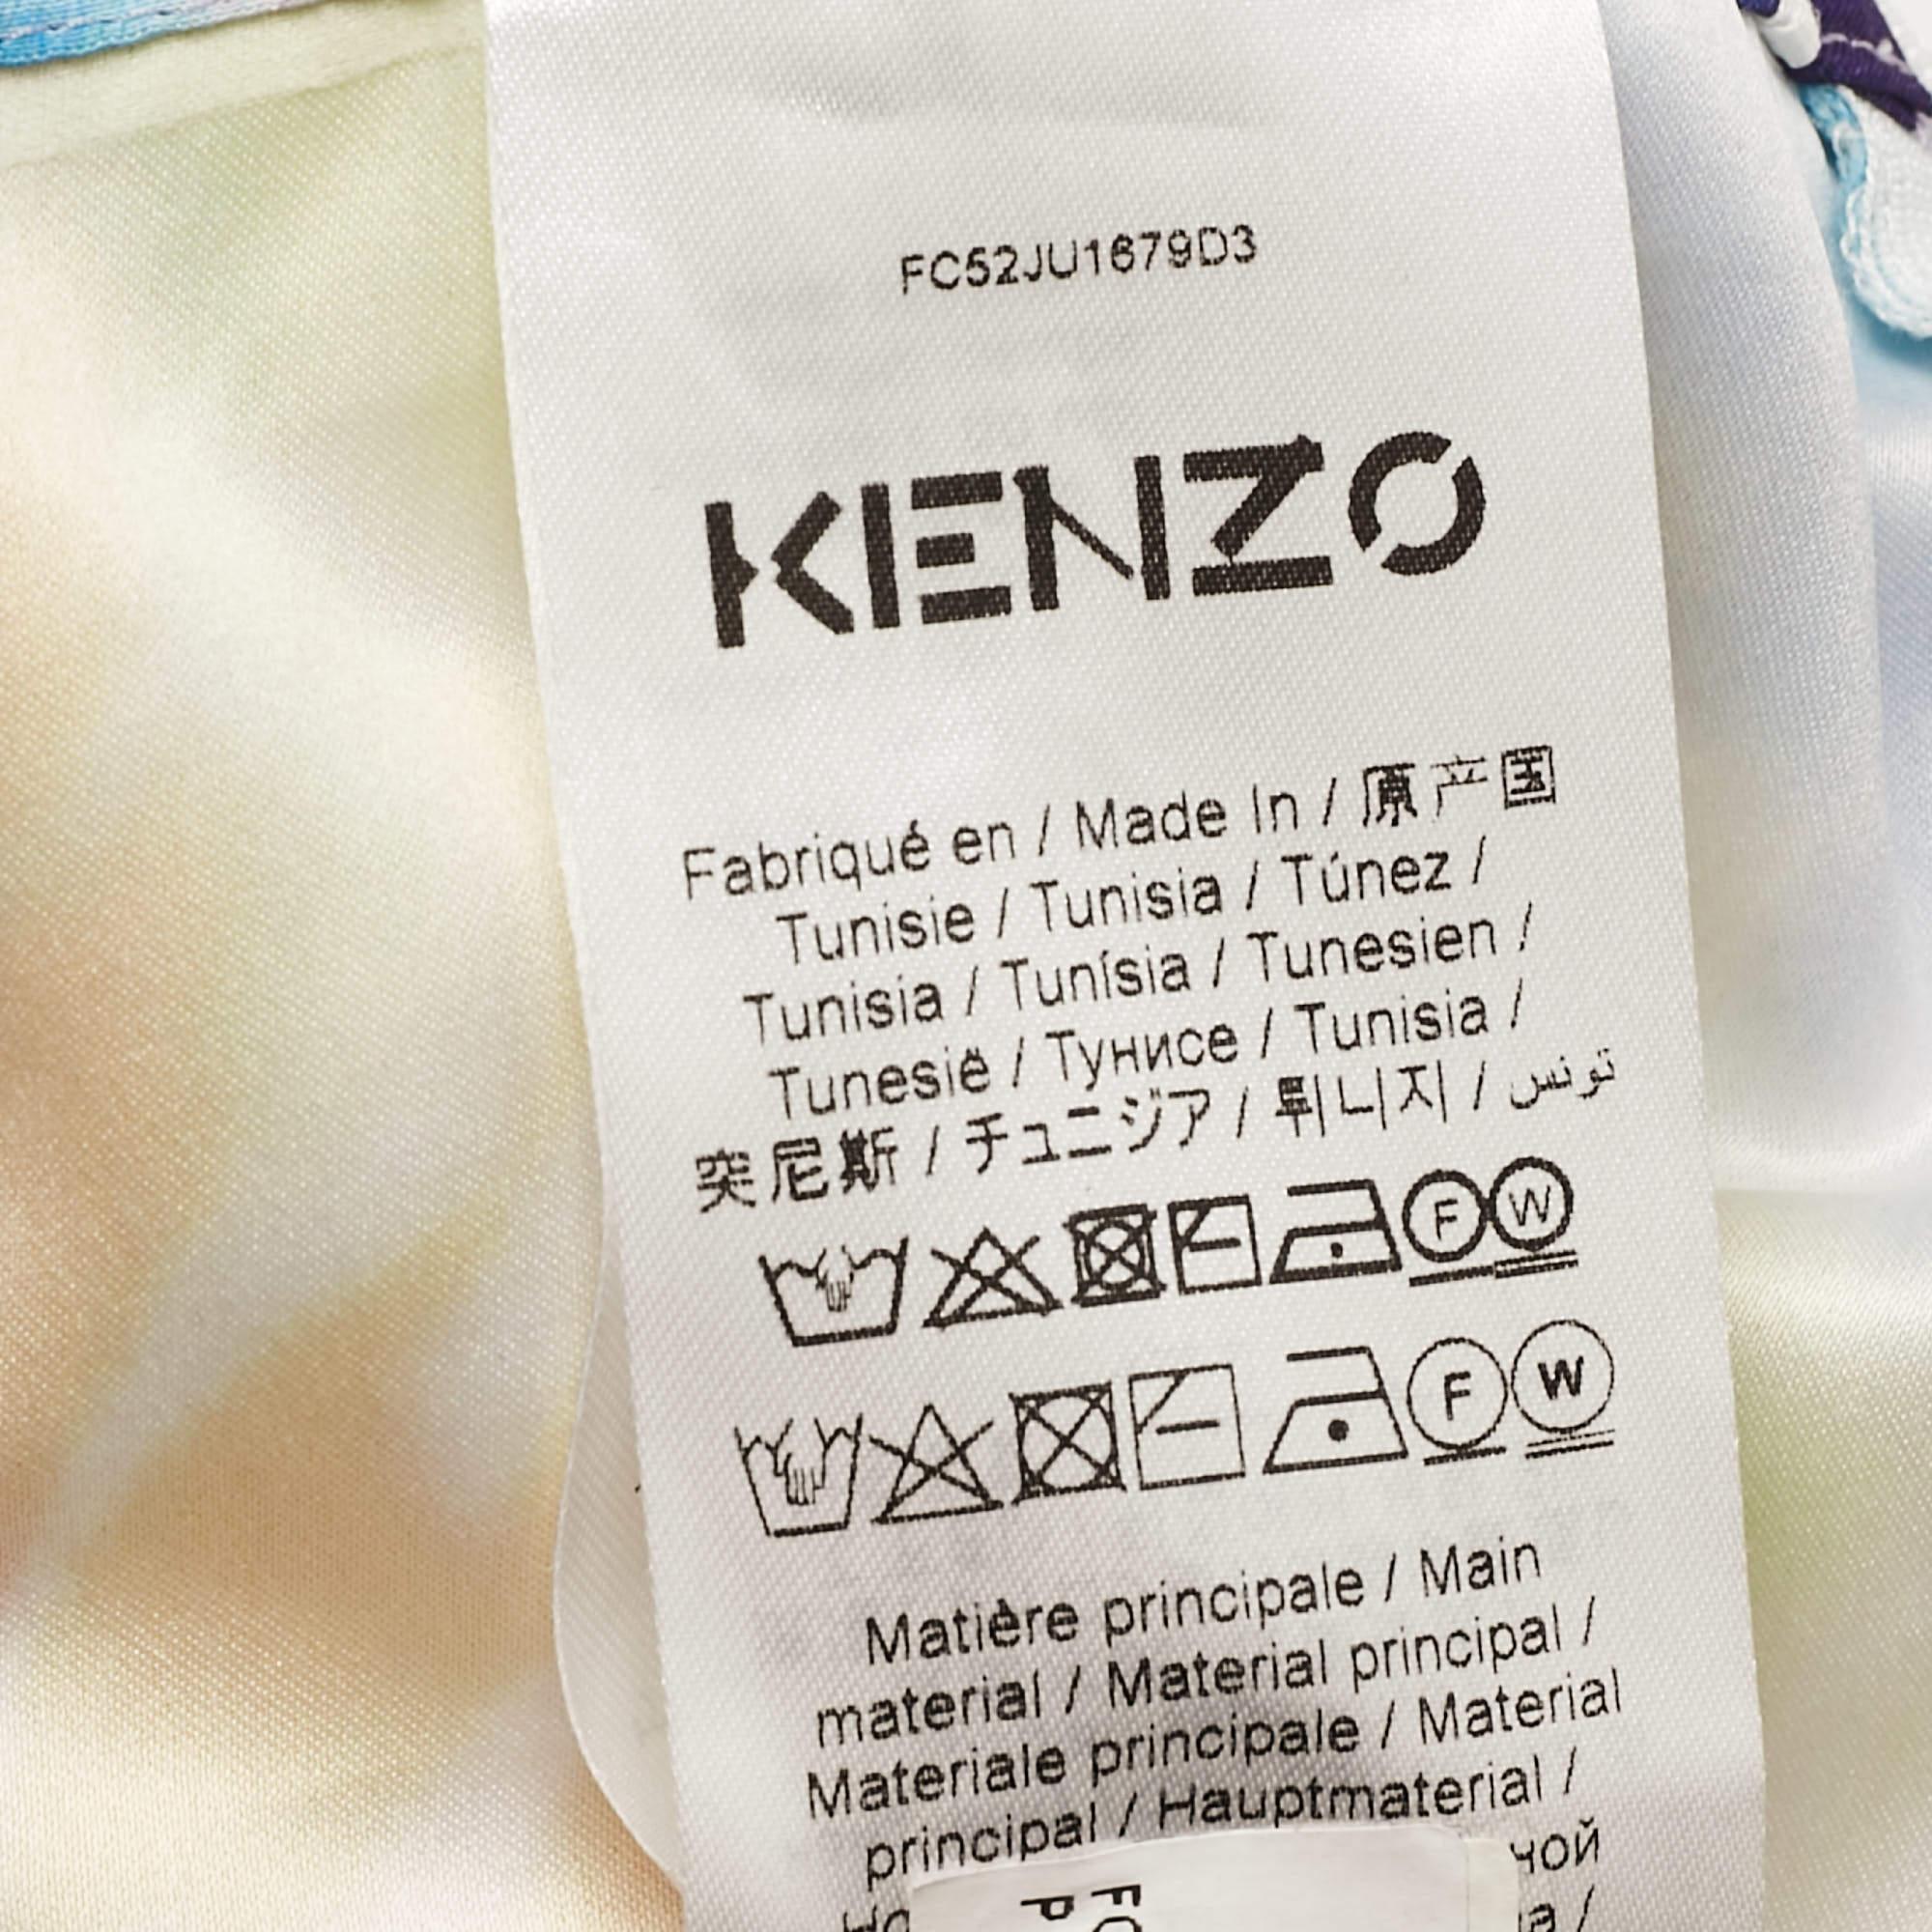 FC52JU1679D3
KENZO
Fabriqué en / Made In / 原产国
Tunisie / Tunisia / Túnez /
Tunisia / Tunísia / Tunesien /
Tunesië / Тунисе / Tunisia /
突尼斯 / チュニジア / 튀니지 / تونس
F W
F W
Matière principale / Main
material / Material principal /
Materiale principale / Material
principal / Hauptmaterial /